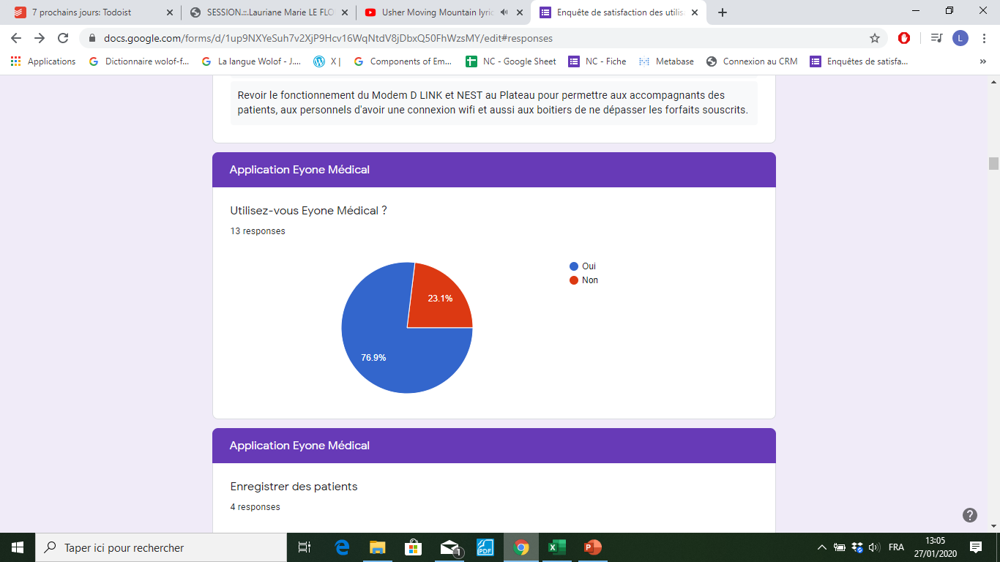 7 prochains jours: Todoist
SESSION.::.Lauriane Marie LE FLO
Usher Moving Mountain lyric
Enquête de satisfaction des utilis
docs.google.com/forms/d/1up9NXYeSuh7v2XjP9Hcv16WqNtdV8jDbxQ50FhWzsMY/edit#responses
L
Applications
Dictionnaire wolof-f...
La langue Wolof - J....
X |
Components of Em...
NC - Google Sheet
NC - Fiche
Metabase
Connexion au CRM
Enquêtes de satisfa...
»
Revoir le fonctionnement du Modem D LINK et NEST au Plateau pour permettre aux accompagnants des
patients, aux personnels d'avoir une connexion wifi et aussi aux boitiers de ne dépasser les forfaits souscrits.
Application Eyone Médical
Utilisez-vous Eyone Médical ?
13 responses
Oui
Non
23.1%
76.9%
Application Eyone Médical
Enregistrer des patients
4 responses
Taper ici pour rechercher
1
PDF
FRA
13:05
27/01/2020